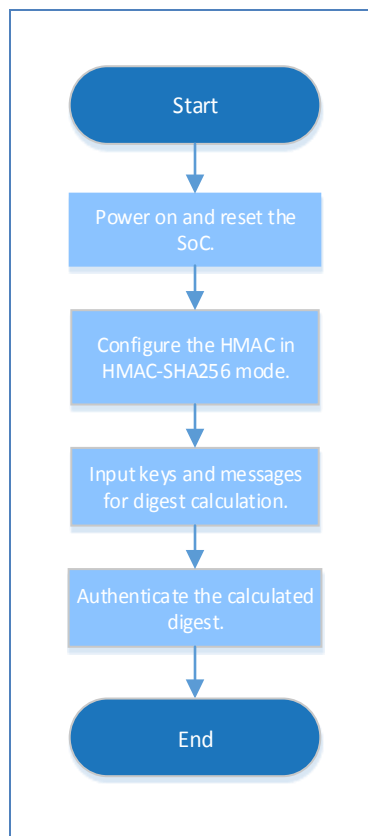 Start
Power on and reset the
SoC.
Configure the HMAC in
HMAC-SHA256 mode.
Input keys and messages
for digest calculation.
Authenticate the calculated
digest.
End